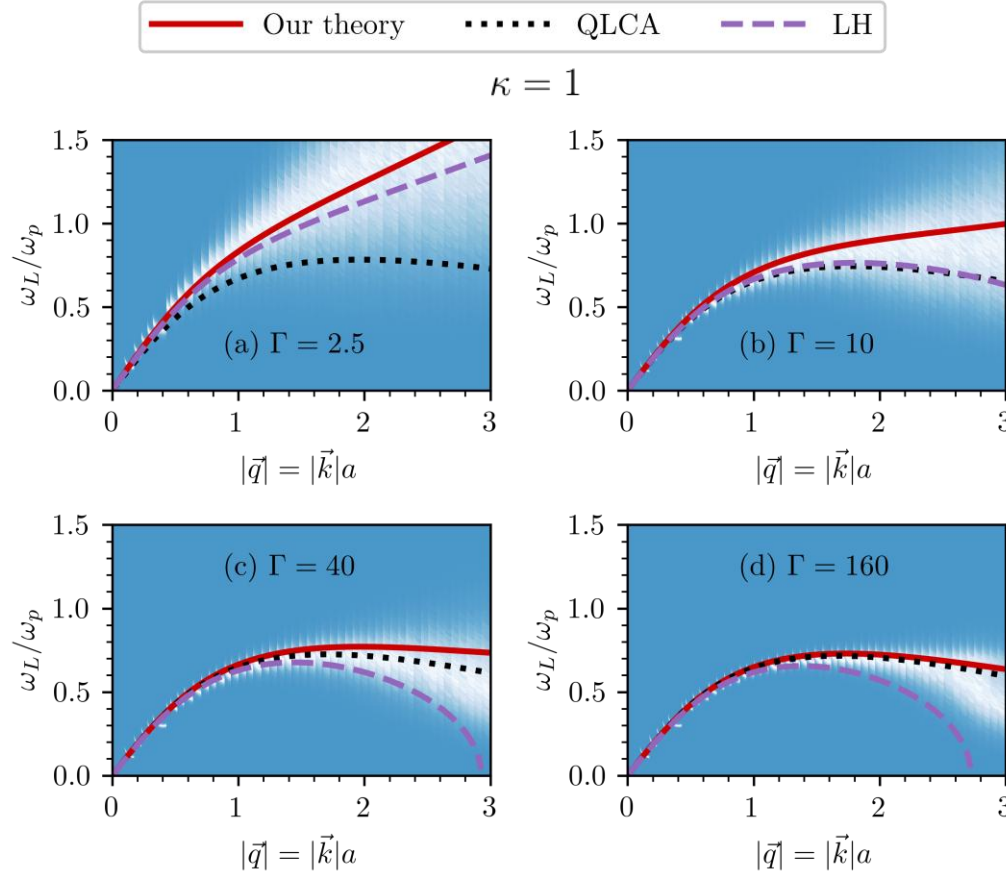 Our theory QLCA LH
κ = 1
1.5 1.0 0.5 0.0
ω_L/ω_p
(a) Γ = 2.5
0 1 2 3
|q⃗| = |k⃗|a
1.5 1.0 0.5 0.0
ω_L/ω_p
(b) Γ = 10
0 1 2 3
|q⃗| = |k⃗|a
1.5 1.0 0.5 0.0
ω_L/ω_p
(c) Γ = 40
0 1 2 3
|q⃗| = |k⃗|a
1.5 1.0 0.5 0.0
ω_L/ω_p
(d) Γ = 160
0 1 2 3
|q⃗| = |k⃗|a